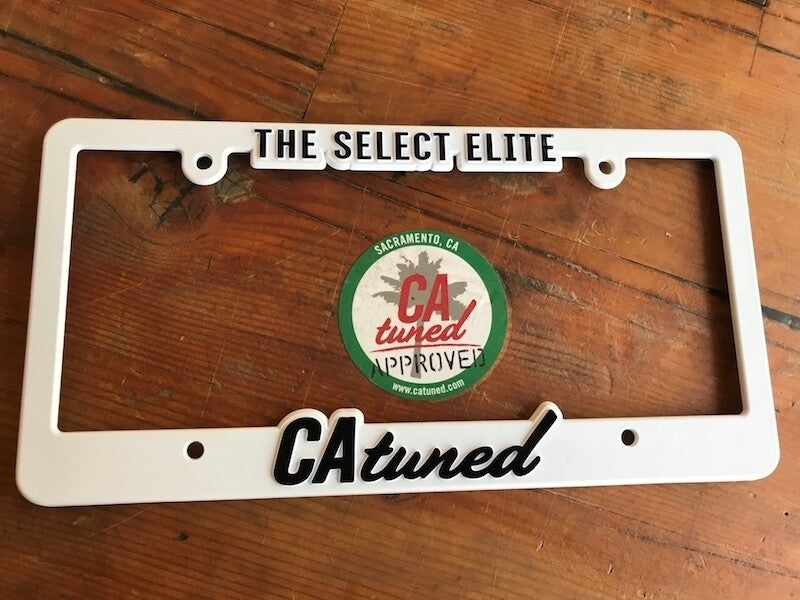 THE SELECT ELITE
SACRAMENTO, CA
CA
tuned
APPROVED
www.catuned.com
CAtuned